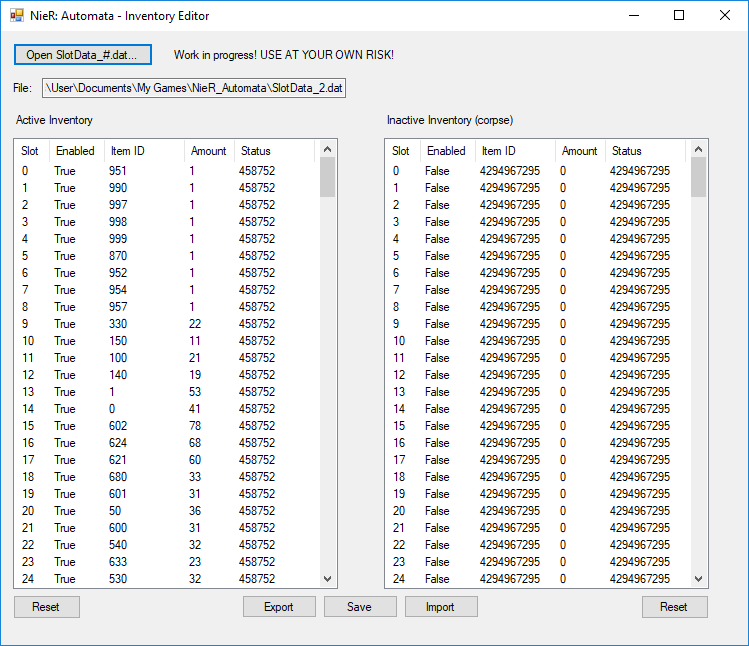 NieR: Automata - Inventory Editor
Open SlotData_#.dat... Work in progress! USE AT YOUR OWN RISK!
File: \User\Documents\My Games\NieR_Automata\SlotData_2.dat
Active Inventory
Slot Enabled Item ID Amount Status
0 True 951 1 458752
1 True 990 1 458752
2 True 997 1 458752
3 True 998 1 458752
4 True 999 1 458752
5 True 870 1 458752
6 True 952 1 458752
7 True 954 1 458752
8 True 957 1 458752
9 True 330 22 458752
10 True 150 11 458752
11 True 100 21 458752
12 True 140 19 458752
13 True 1 53 458752
14 True 0 41 458752
15 True 602 78 458752
16 True 624 68 458752
17 True 621 60 458752
18 True 680 33 458752
19 True 601 31 458752
20 True 50 36 458752
21 True 600 31 458752
22 True 540 32 458752
23 True 633 23 458752
24 True 530 32 458752
Inactive Inventory (corpse)
Slot Enabled Item ID Amount Status
0 False 4294967295 0 4294967295
1 False 4294967295 0 4294967295
2 False 4294967295 0 4294967295
3 False 4294967295 0 4294967295
4 False 4294967295 0 4294967295
5 False 4294967295 0 4294967295
6 False 4294967295 0 4294967295
7 False 4294967295 0 4294967295
8 False 4294967295 0 4294967295
9 False 4294967295 0 4294967295
10 False 4294967295 0 4294967295
11 False 4294967295 0 4294967295
12 False 4294967295 0 4294967295
13 False 4294967295 0 4294967295
14 False 4294967295 0 4294967295
15 False 4294967295 0 4294967295
16 False 4294967295 0 4294967295
17 False 4294967295 0 4294967295
18 False 4294967295 0 4294967295
19 False 4294967295 0 4294967295
20 False 4294967295 0 4294967295
21 False 4294967295 0 4294967295
22 False 4294967295 0 4294967295
23 False 4294967295 0 4294967295
24 False 4294967295 0 4294967295
Reset Export Save Import Reset